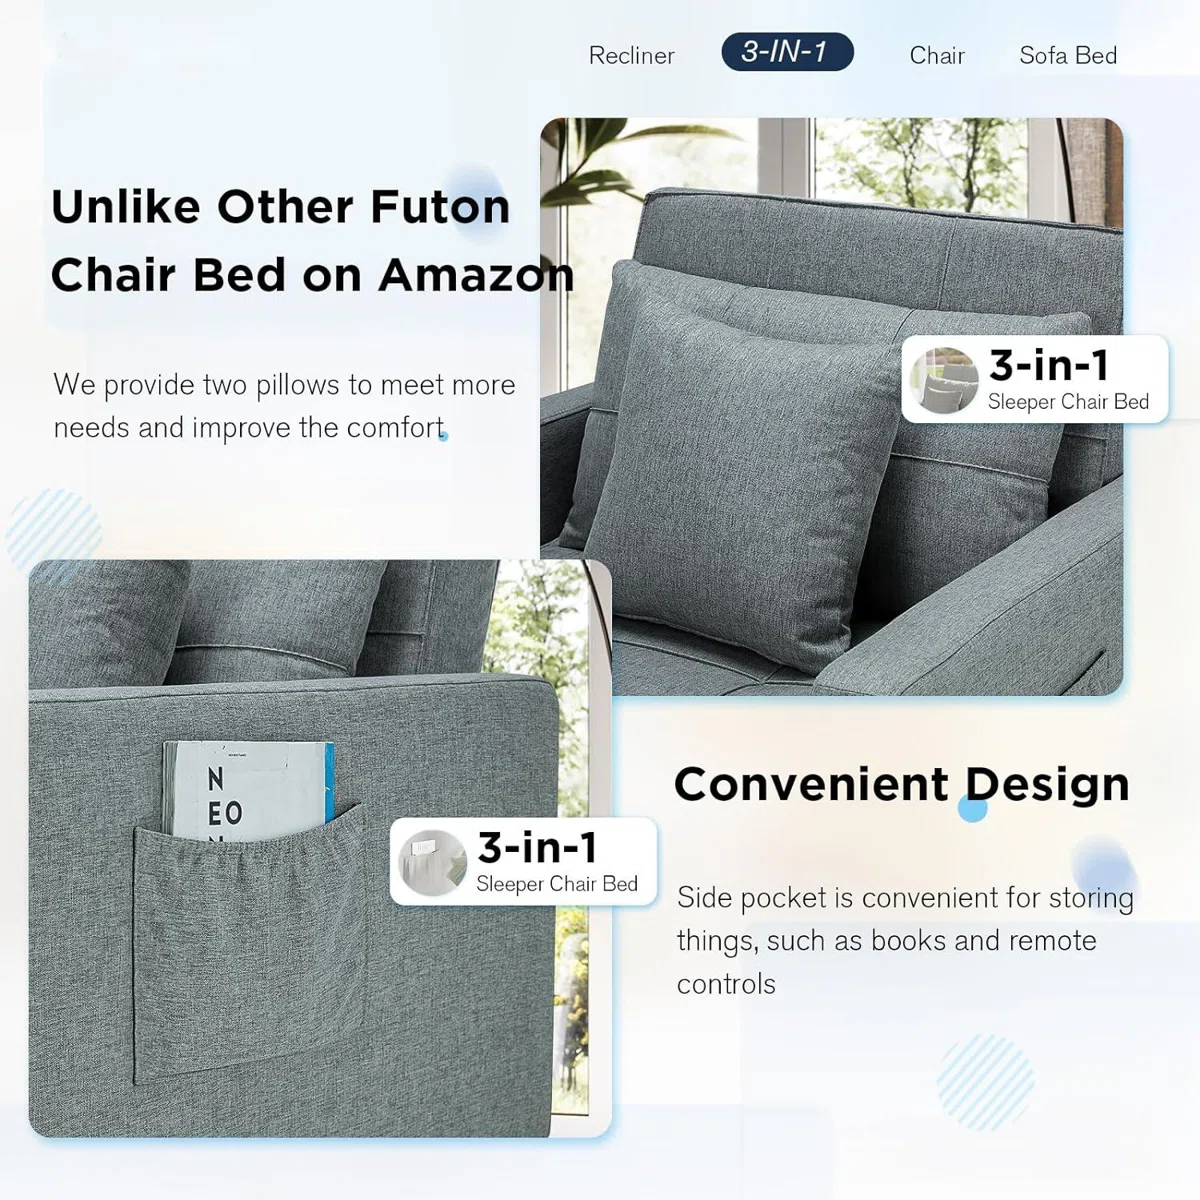 Recliner 3-IN-1 Chair Sofa Bed
Unlike Other Futon
Chair Bed on Amazon
We provide two pillows to meet more
needs and improve the comfort
3-in-1
Sleeper Chair Bed
N
EO
N
3-in-1
Sleeper Chair Bed
Convenient Design
Side pocket is convenient for storing
things, such as books and remote
controls